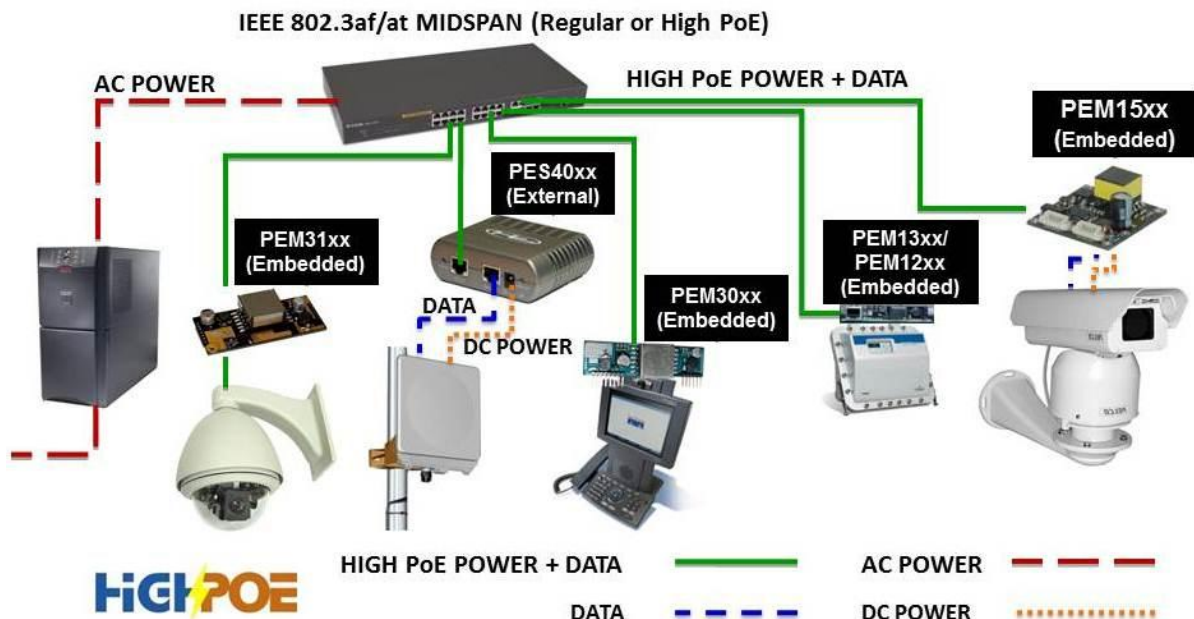 IEEE 802.3af/at MIDSPAN (Regular or High PoE)
AC POWER
HIGH PoE POWER + DATA
PEM15xx
(Embedded)
PES40xx
(External)
PEM31xx
(Embedded)
PEM13xx/
PEM12xx
(Embedded)
PEM30xx
(Embedded)
DATA
DC POWER
HIGH PoE POWER + DATA
AC POWER
DATA
DC POWER
HiGHPOE